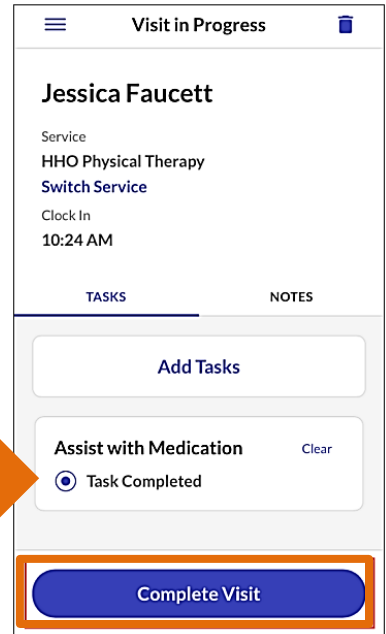 Visit in Progress
Jessica Faucett
Service
HHO Physical Therapy
Switch Service
Clock In
10:24 AM
TASKS NOTES
Add Tasks
Assist with Medication Clear
Task Completed
Complete Visit